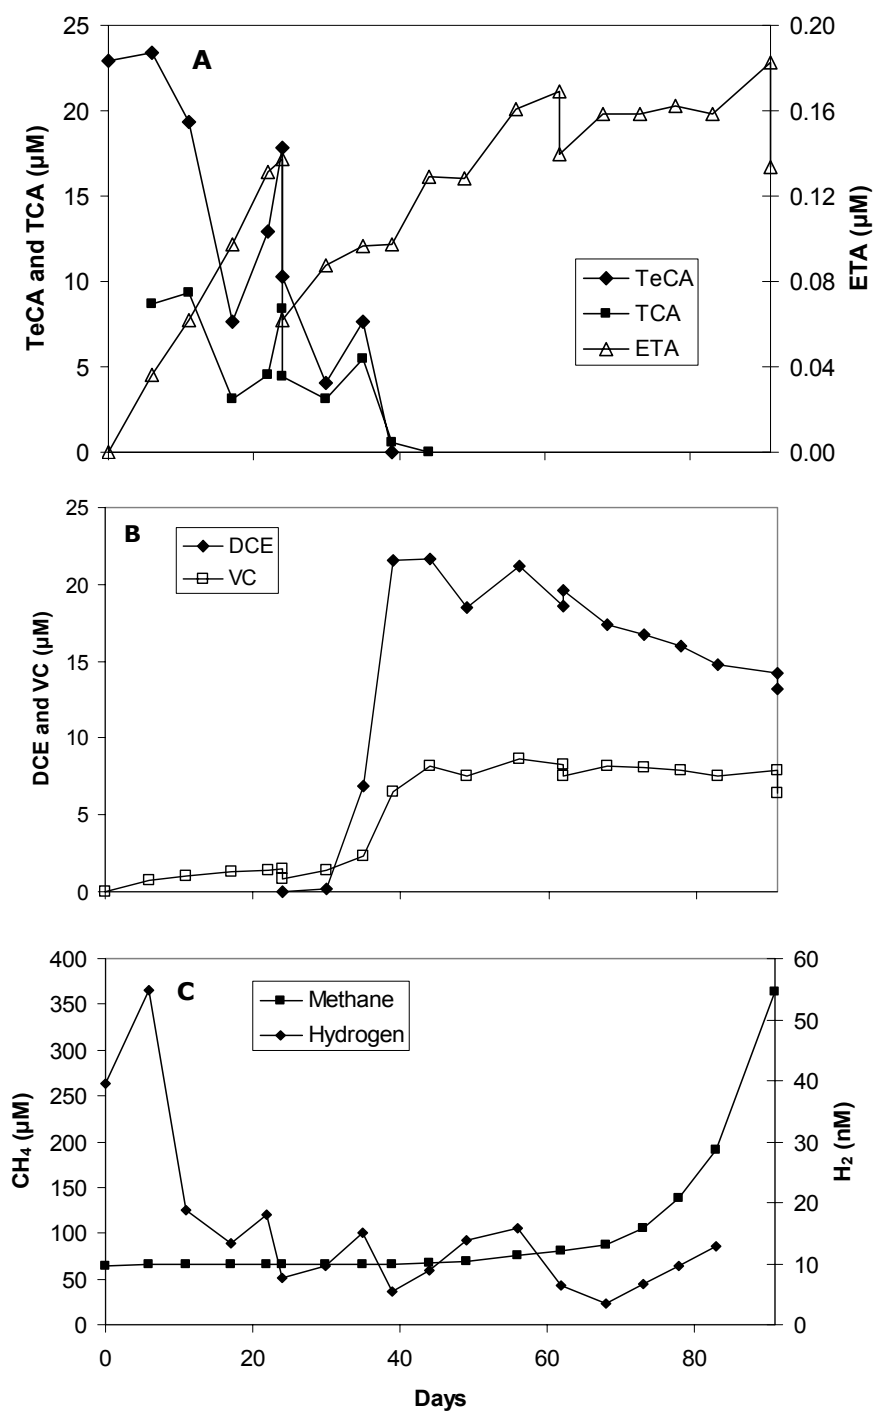 A
TeCA and TCA (µM)
25
20
15
10
5
0
ETA (µM)
0.20
0.16
0.12
0.08
0.04
0.00
TeCA
TCA
ETA
B
DCE and VC (µM)
25
20
15
10
5
0
DCE
VC
C
CH₄ (µM)
400
350
300
250
200
150
100
50
0
H₂ (nM)
60
50
40
30
20
10
0
Methane
Hydrogen
0 20 40 60 80
Days